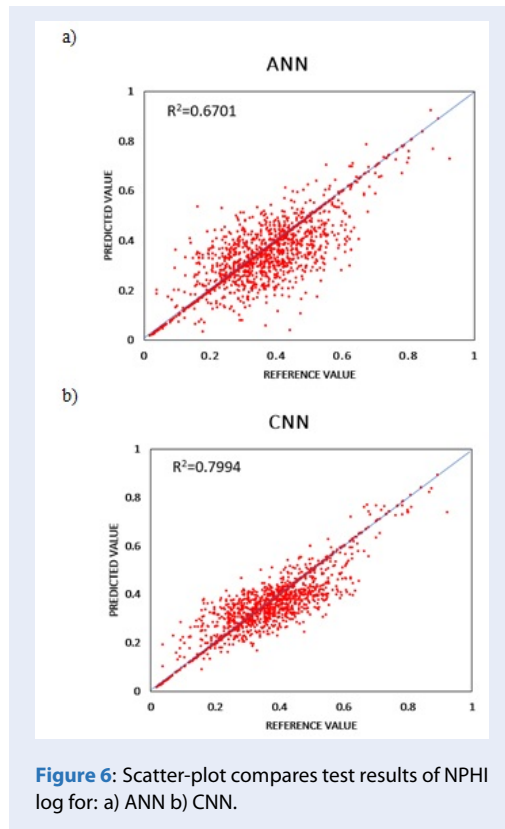 a)
ANN
R²=0.6701
1
0.8
0.6
0.4
0.2
0
PREDICTED VALUE
0 0.2 0.4 0.6 0.8 1
REFERENCE VALUE
b)
CNN
R²=0.7994
1
0.8
0.6
0.4
0.2
0
PREDICTED VALUE
0 0.2 0.4 0.6 0.8 1
REFERENCE VALUE
Figure 6: Scatter-plot compares test results of NPHI
log for: a) ANN b) CNN.